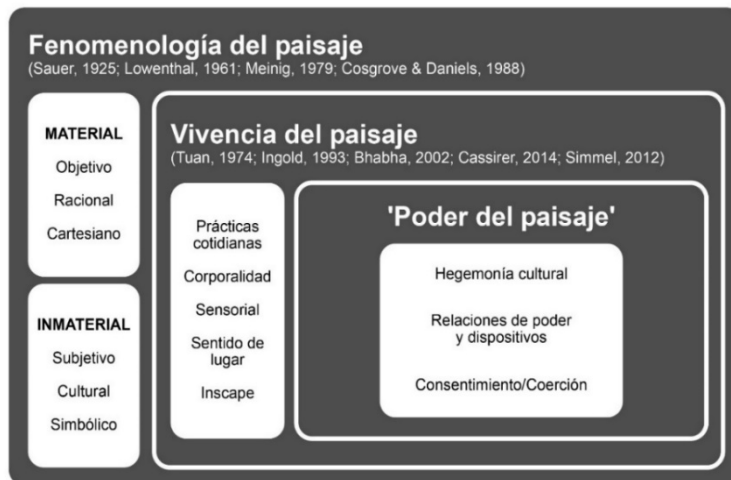 Fenomenología del paisaje
(Sauer, 1925; Lowenthal, 1961; Meinig, 1979; Cosgrove & Daniels, 1988)
MATERIAL
Objetivo
Racional
Cartesiano
INMATERIAL
Subjetivo
Cultural
Simbólico
Vivencia del paisaje
(Tuan, 1974; Ingold, 1993; Bhabha, 2002; Cassirer, 2014; Simmel, 2012)
Prácticas
cotidianas
Corporalidad
Sensorial
Sentido de
lugar
Inscape
'Poder del paisaje'
Hegemonía cultural
Relaciones de poder
y dispositivos
Consentimiento/Coerción